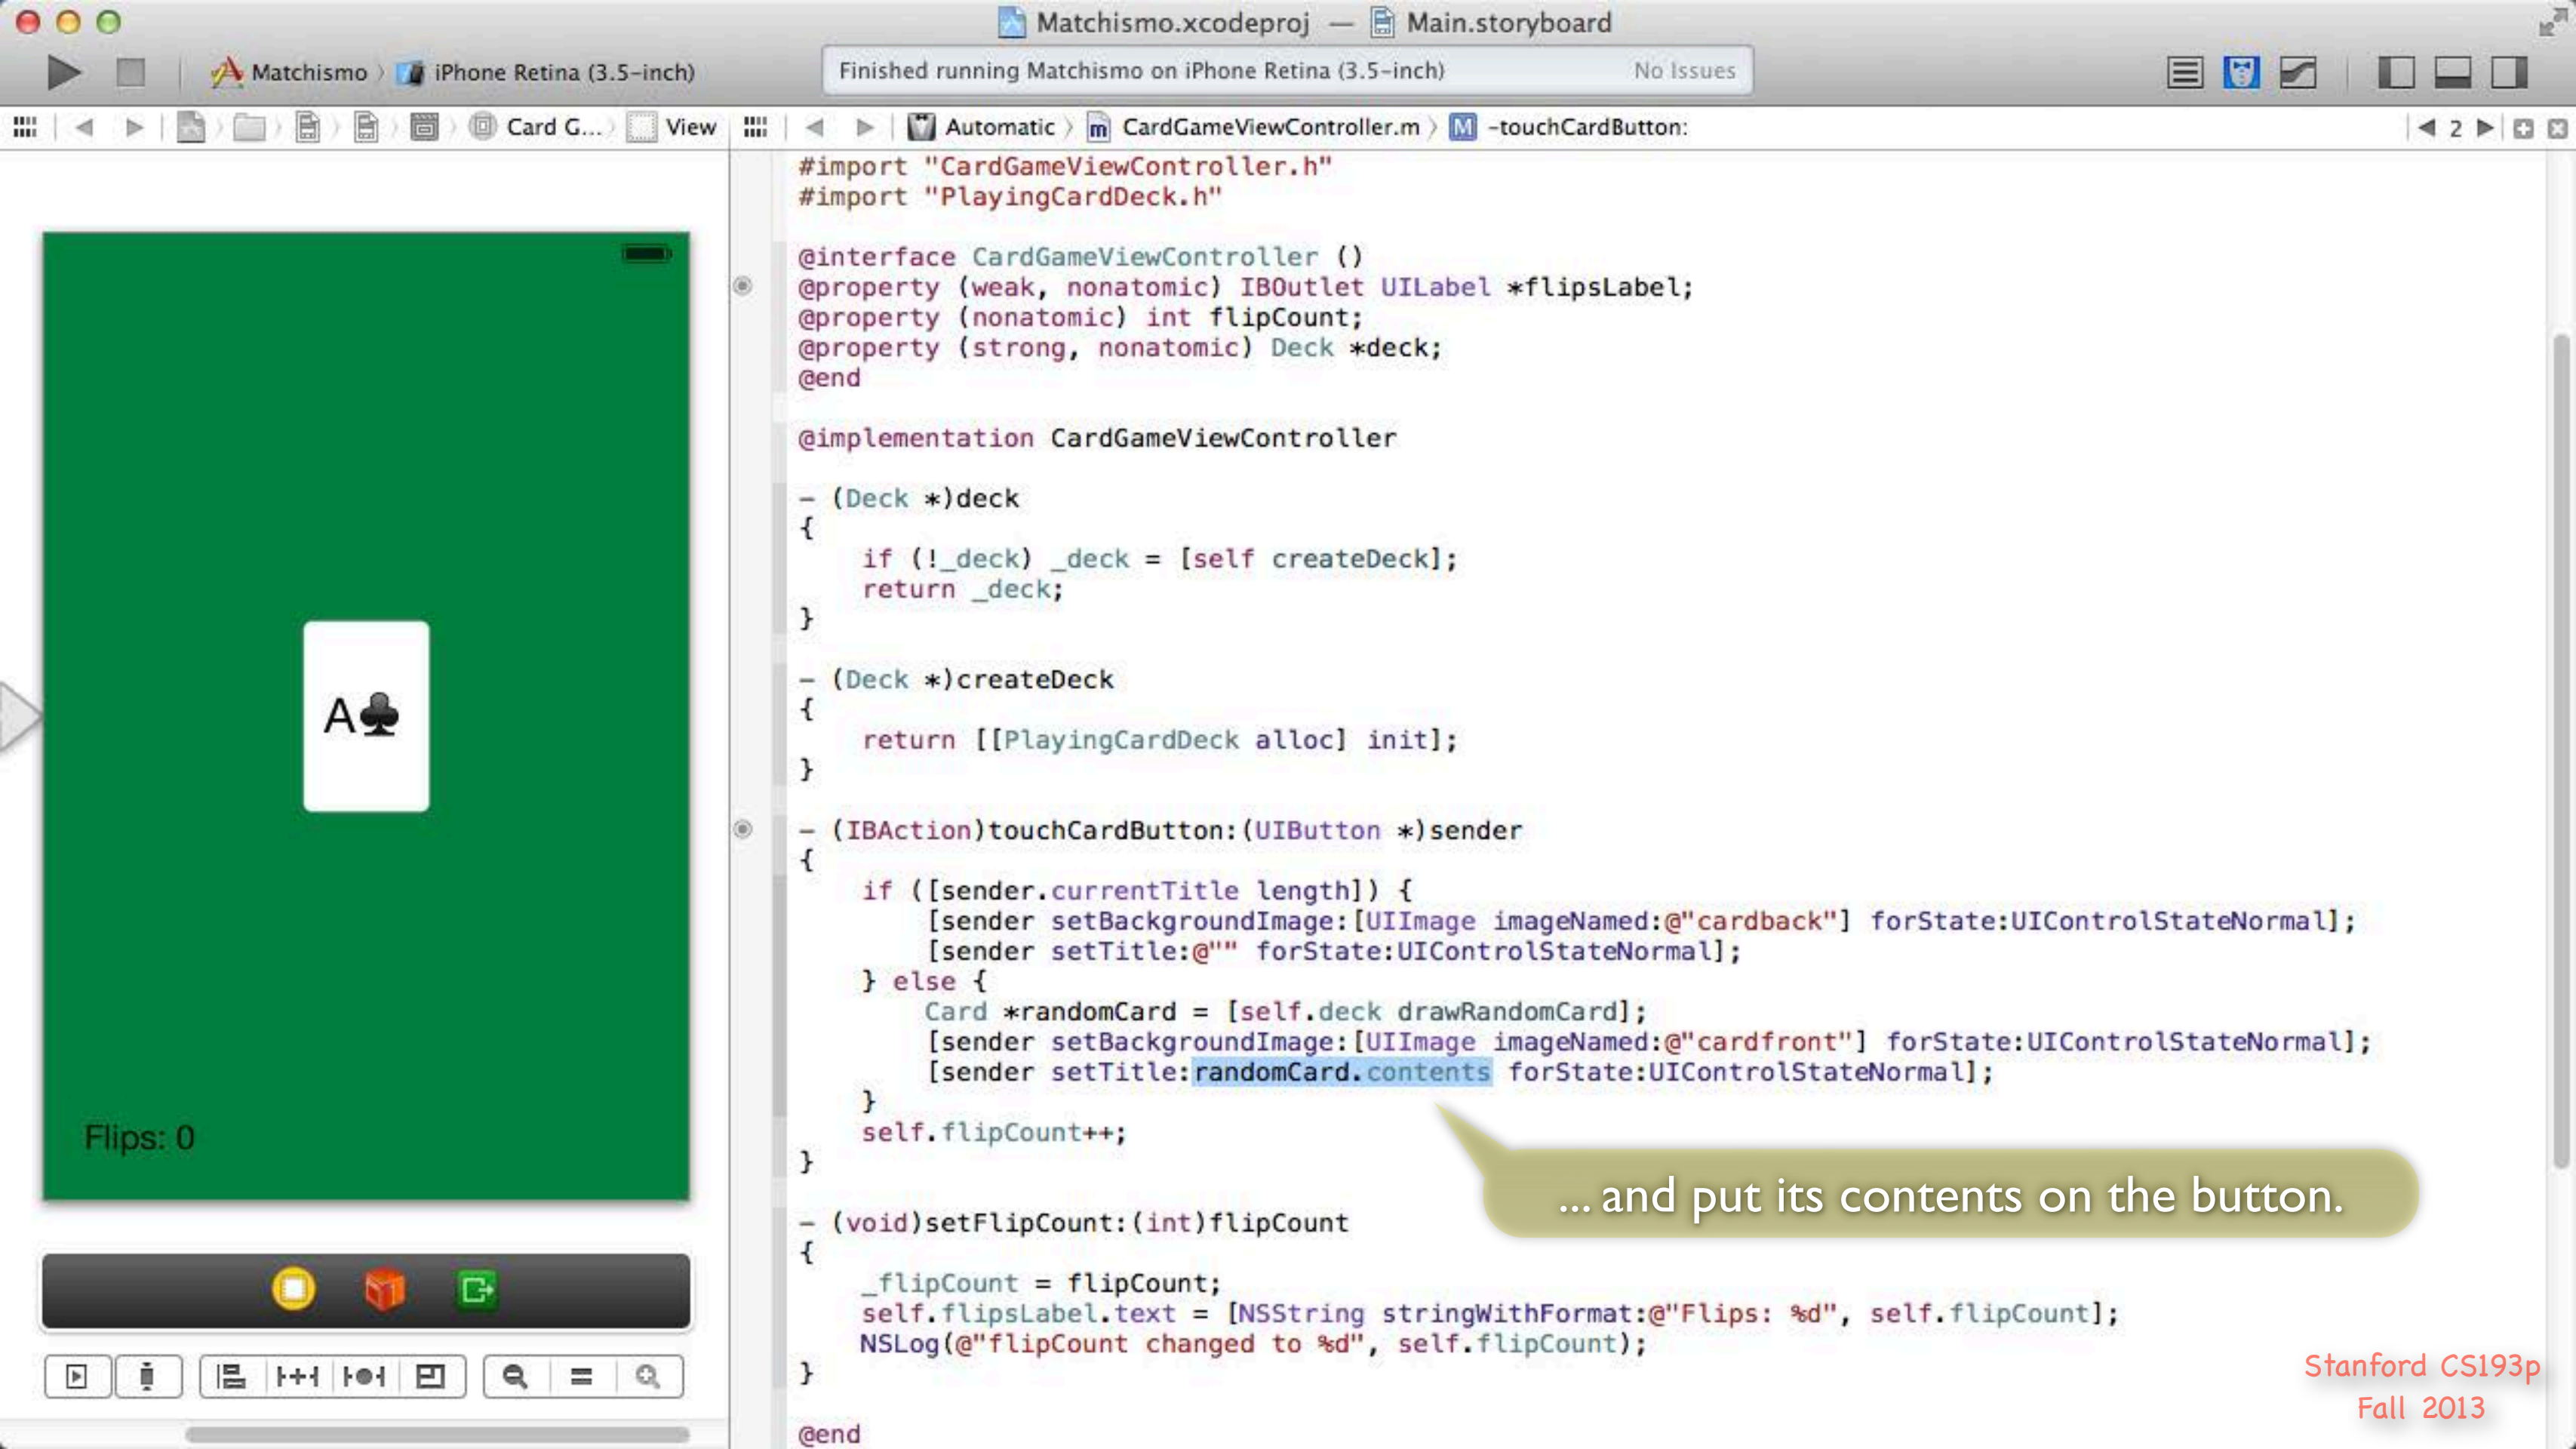 Matchismo.xcodeproj — Main.storyboard
Matchismo iPhone Retina (3.5-inch)
Finished running Matchismo on iPhone Retina (3.5-inch) No Issues
Card G... View
Automatic CardGameViewController.m M -touchCardButton: 2
A♣
Flips: 0
#import "CardGameViewController.h"
#import "PlayingCardDeck.h"
@interface CardGameViewController ()
@property (weak, nonatomic) IBOutlet UILabel *flipsLabel;
@property (nonatomic) int flipCount;
@property (strong, nonatomic) Deck *deck;
@end
@implementation CardGameViewController
- (Deck *)deck
{
if (!_deck) _deck = [self createDeck];
return _deck;
}
- (Deck *)createDeck
{
return [[PlayingCardDeck alloc] init];
}
- (IBAction)touchCardButton:(UIButton *)sender
{
if ([sender.currentTitle length]) {
[sender setBackgroundImage:[UIImage imageNamed:@"cardback"] forState:UIControlStateNormal];
[sender setTitle:@"" forState:UIControlStateNormal];
} else {
Card *randomCard = [self.deck drawRandomCard];
[sender setBackgroundImage:[UIImage imageNamed:@"cardfront"] forState:UIControlStateNormal];
[sender setTitle:randomCard.contents forState:UIControlStateNormal];
}
self.flipCount++;
}
... and put its contents on the button.
- (void)setFlipCount:(int)flipCount
{
_flipCount = flipCount;
self.flipsLabel.text = [NSString stringWithFormat:@"Flips: %d", self.flipCount];
NSLog(@"flipCount changed to %d", self.flipCount);
}
@end
Stanford CS193p
Fall 2013